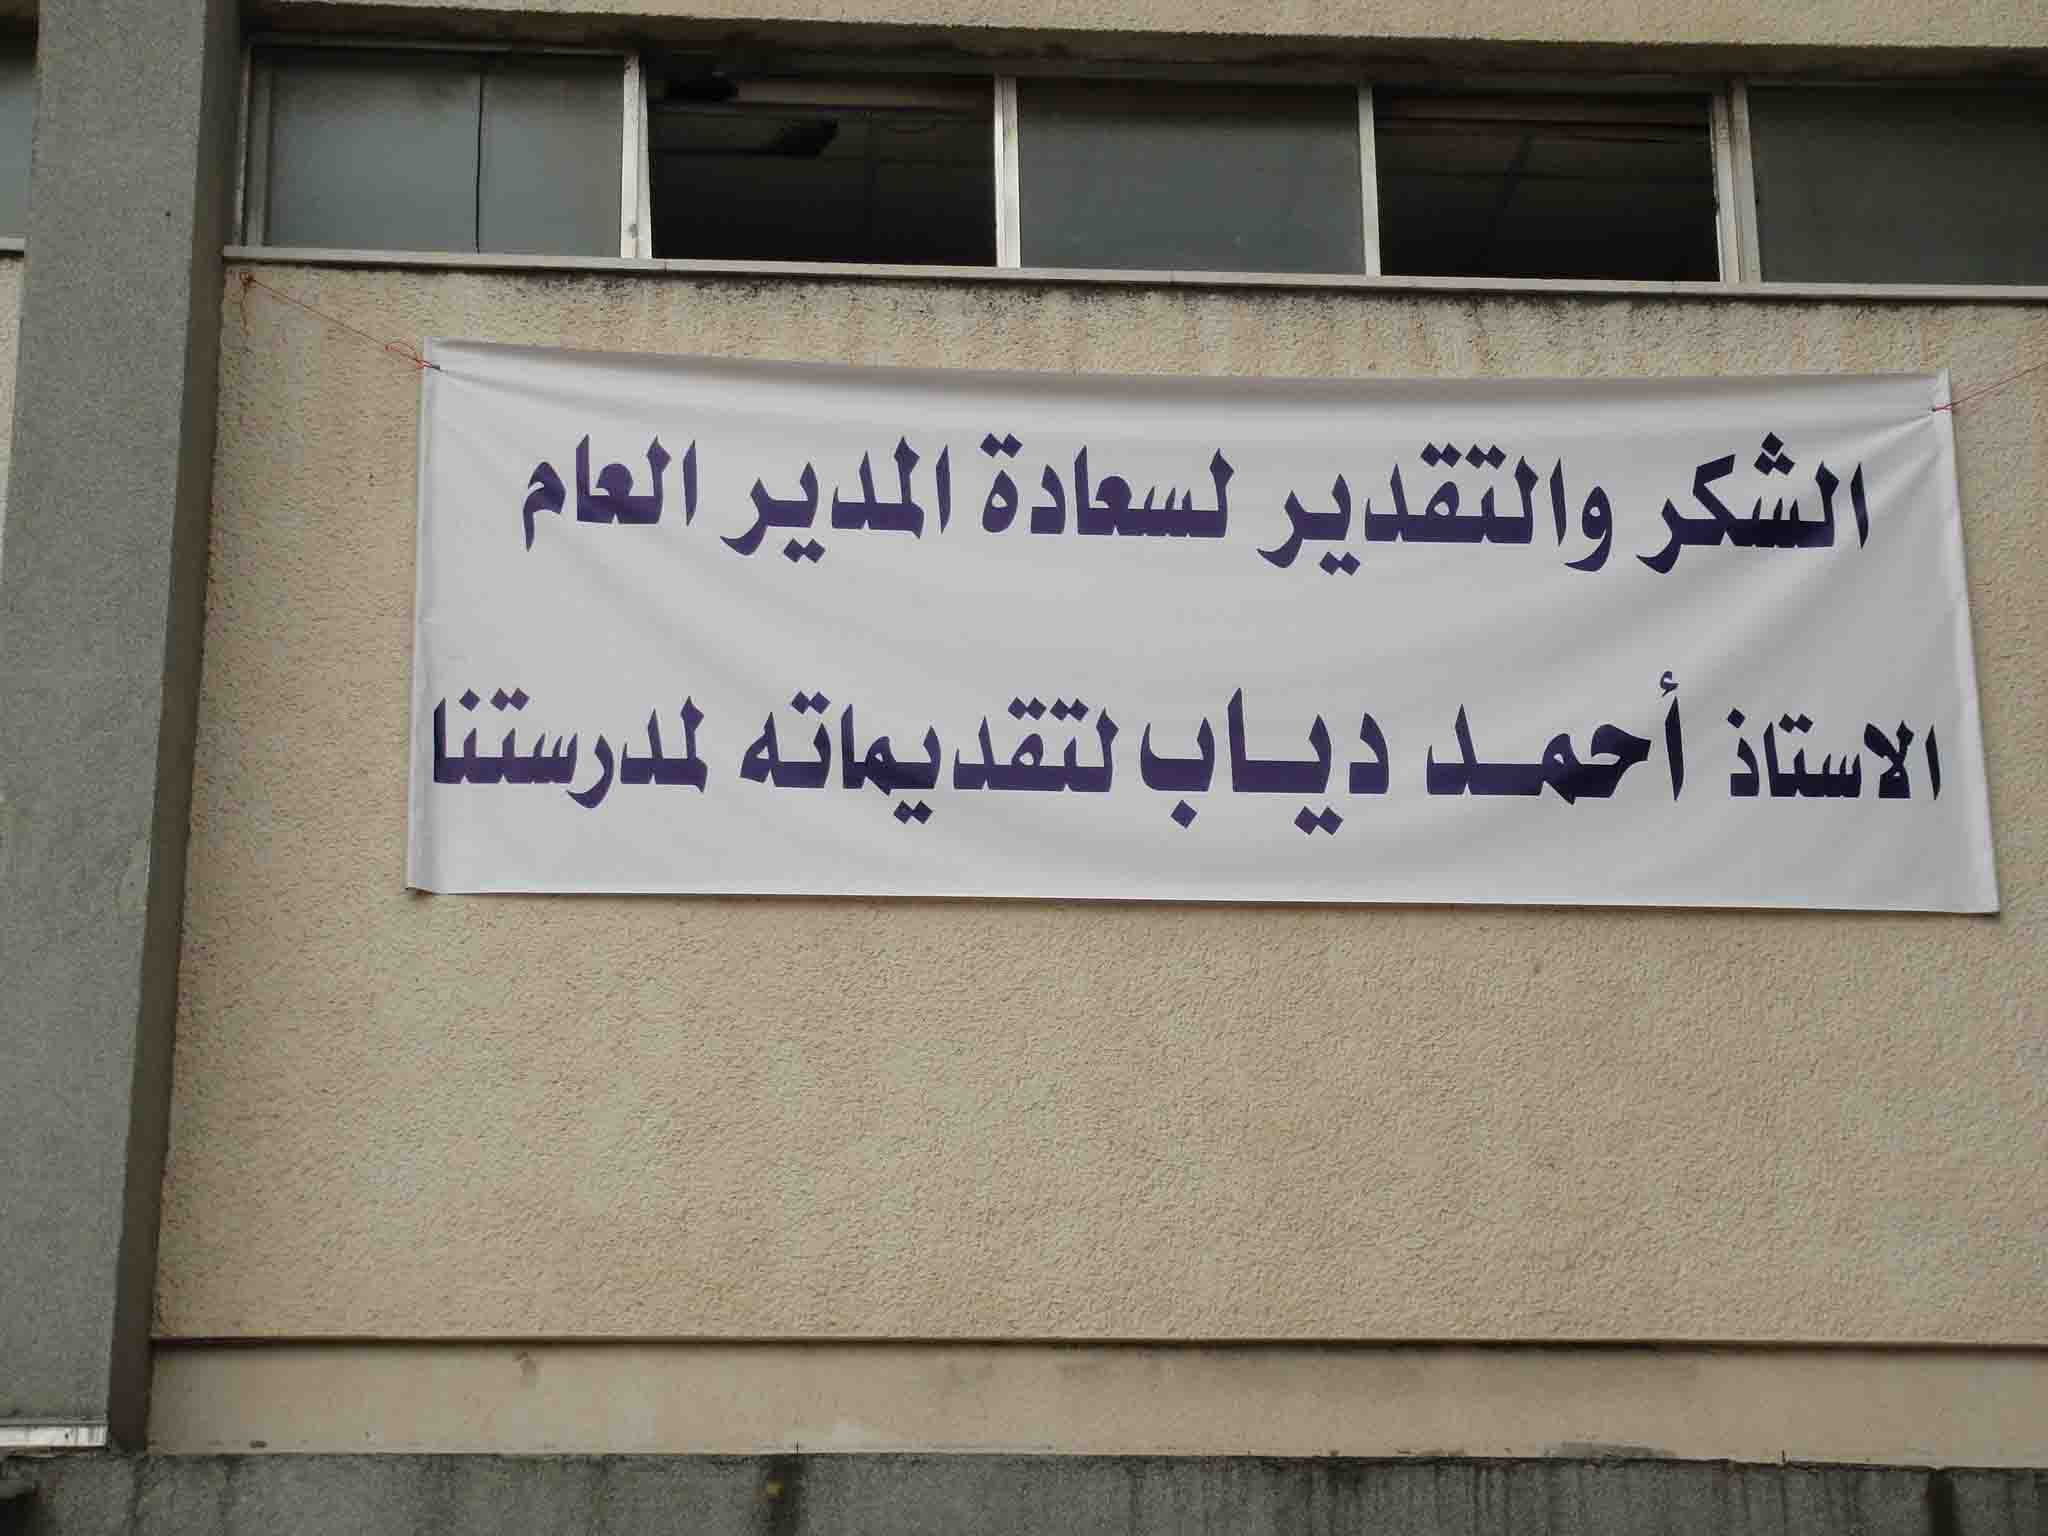 الشكر والتقدير لسعادة المدير العام
الاستاذ أحمد دياب لتقديماته لمدرستنا